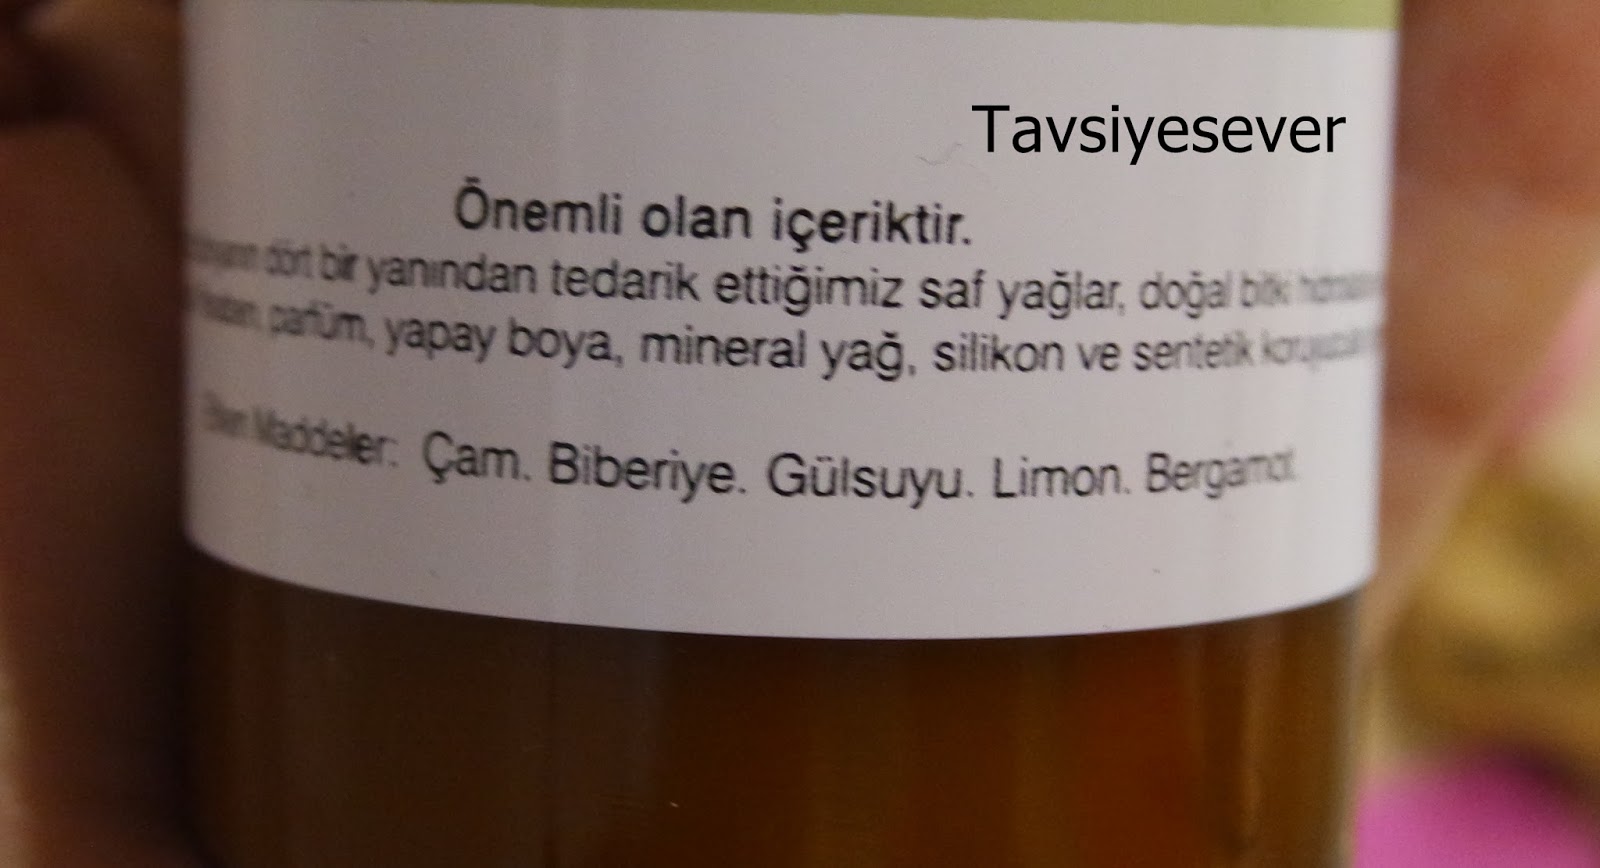 Tavsiyesever
Önemli olan içeriktir.
dört bir yanından tedarik ettiğimiz saf yağlar, doğal bitki
parfüm, yapay boya, mineral yağ, silikon ve sentetik
Maddeler: Çam. Biberiye. Gülsuyu. Limon. Bergamot.